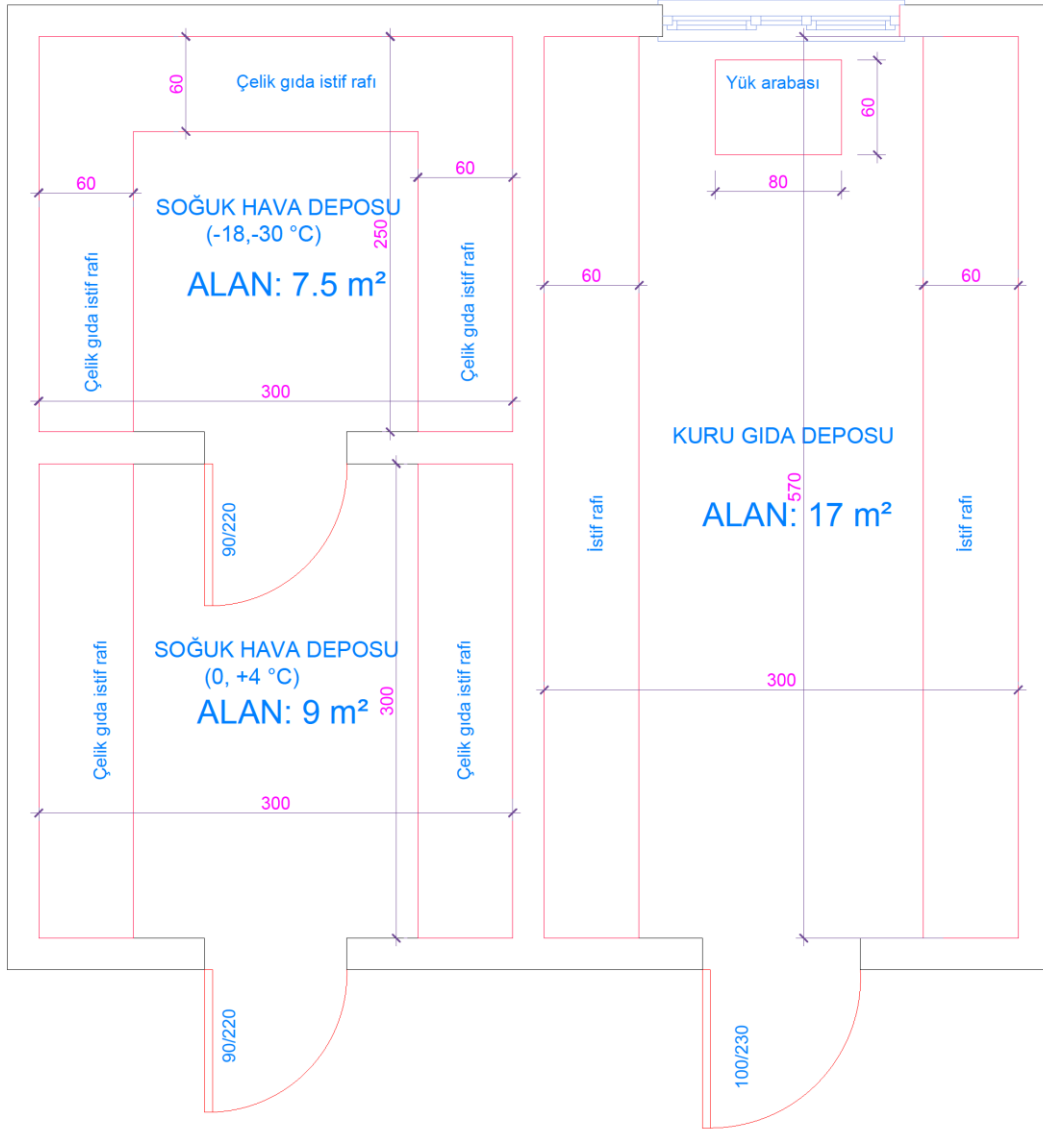 Çelik gıda istif rafı
60
60
60
SOĞUK HAVA DEPOSU
(-18,-30 °C)
ALAN: 7.5 m²
250
Çelik gıda istif rafı
Çelik gıda istif rafı
300
90/220
SOĞUK HAVA DEPOSU
(0, +4 °C)
ALAN: 9 m²
300
Çelik gıda istif rafı
Çelik gıda istif rafı
300
90/220
Yük arabası
60
80
60
60
KURU GIDA DEPOSU
570
ALAN: 17 m²
İstif rafı
İstif rafı
300
100/230